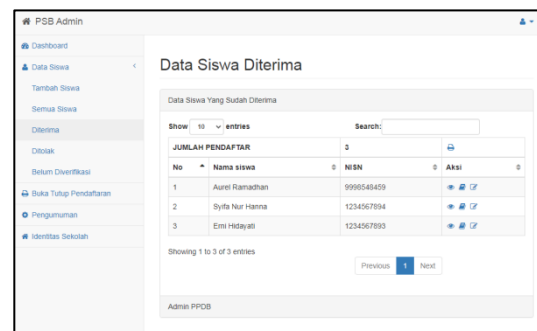 PSB Admin
Dashboard
Data Siswa
Tambah Siswa
Semua Siswa
Diterima
Ditolak
Belum Diverifikasi
Buka Tutup Pendaftaran
Pengumuman
Identitas Sekolah
Data Siswa Diterima
Data Siswa Yang Sudah Diterima
Show 10 entries Search:
JUMLAH PENDAFTAR 3
No Nama siswa NISN Aksi
1 Aurel Ramadhan 9998548459
2 Syifa Nur Hanna 1234567894
3 Emi Hidayati 1234567893
Showing 1 to 3 of 3 entries
Previous 1 Next
Admin PPDB